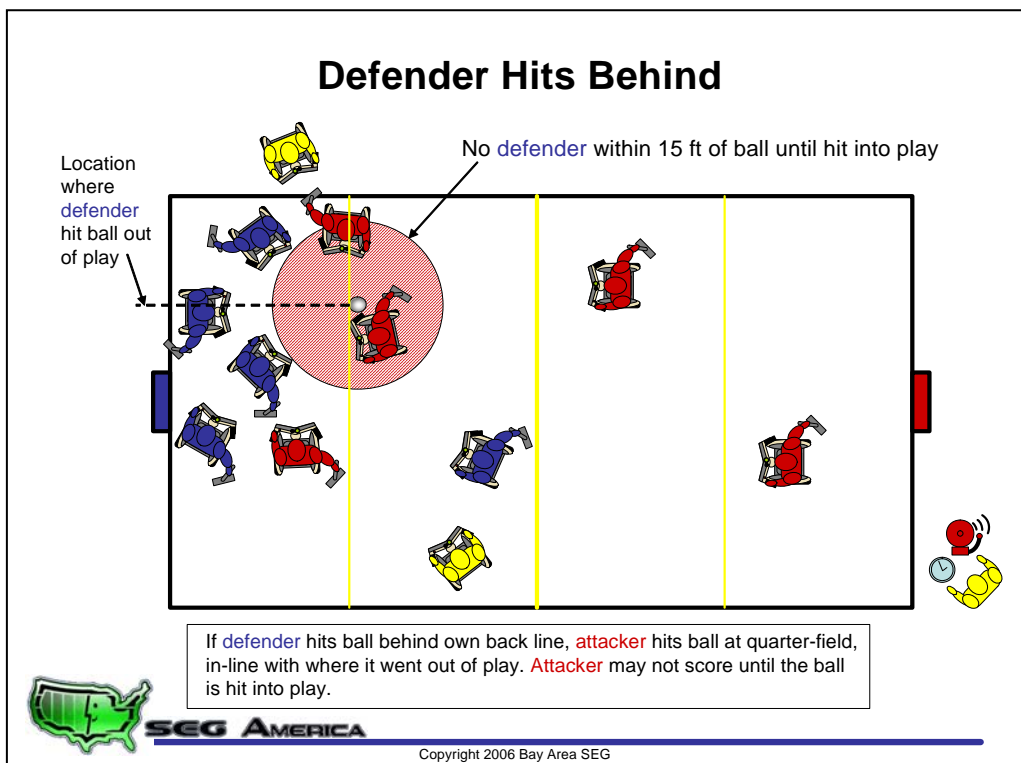 Defender Hits Behind
No defender within 15 ft of ball until hit into play
Location
where
defender
hit ball out
of play
If defender hits ball behind own back line, attacker hits ball at quarter-field,
in-line with where it went out of play. Attacker may not score until the ball
is hit into play.
SEG AMERICA
Copyright 2006 Bay Area SEG